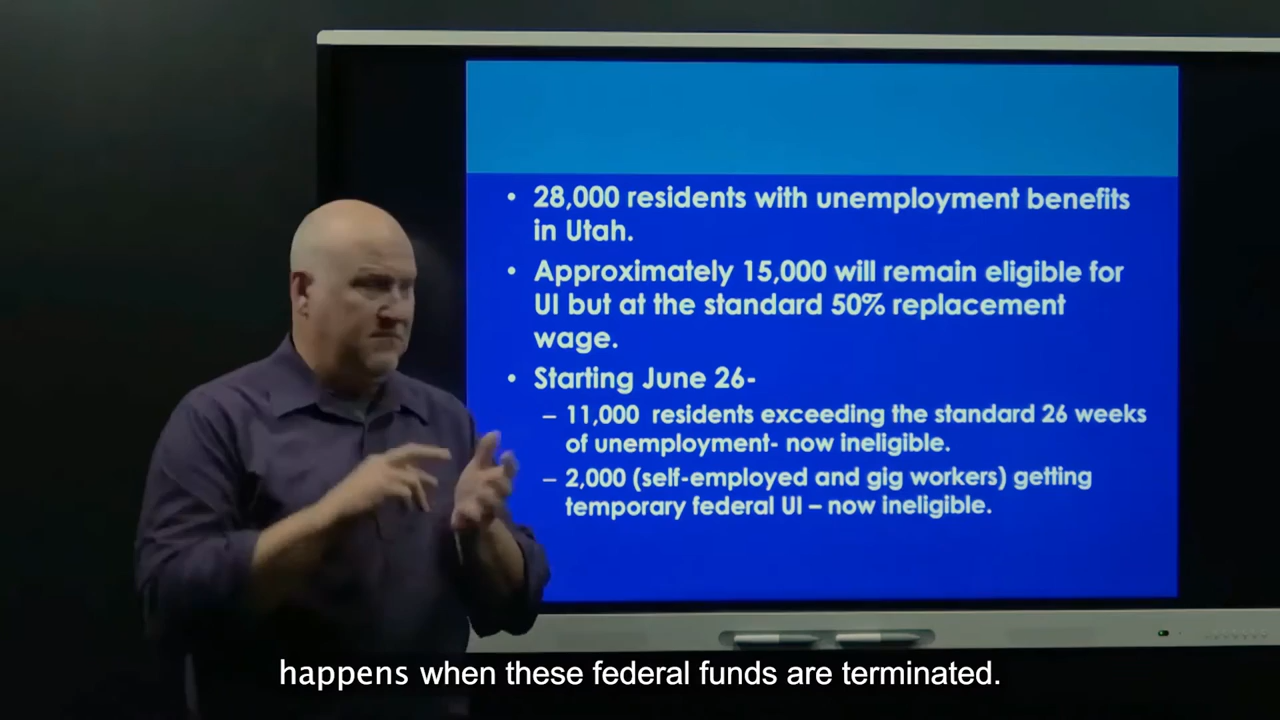 • 28,000 residents with unemployment benefits
in Utah.
• Approximately 15,000 will remain eligible for
UI but at the standard 50% replacement
wage.
• Starting June 26-
– 11,000 residents exceeding the standard 26 weeks
of unemployment- now ineligible.
– 2,000 (self-employed and gig workers) getting
temporary federal UI – now ineligible.
happens when these federal funds are terminated.